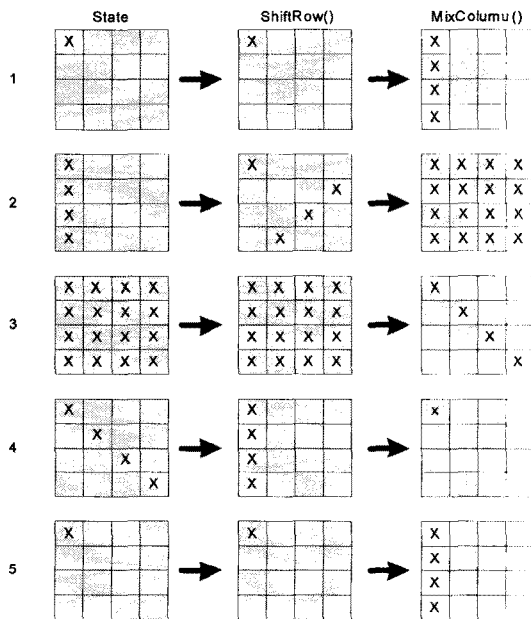 State ShiftRow() MixColumu()
X X X
X
1 X
X
X X X X X X
X X X X X X
2 X X X X X X
X X X X X X
X X X X X X X X X
X X X X X X X X X
3 X X X X X X X X X
X X X X X X X X X
X X x
X X
4 X X
X X
X X X
X
5 X
X